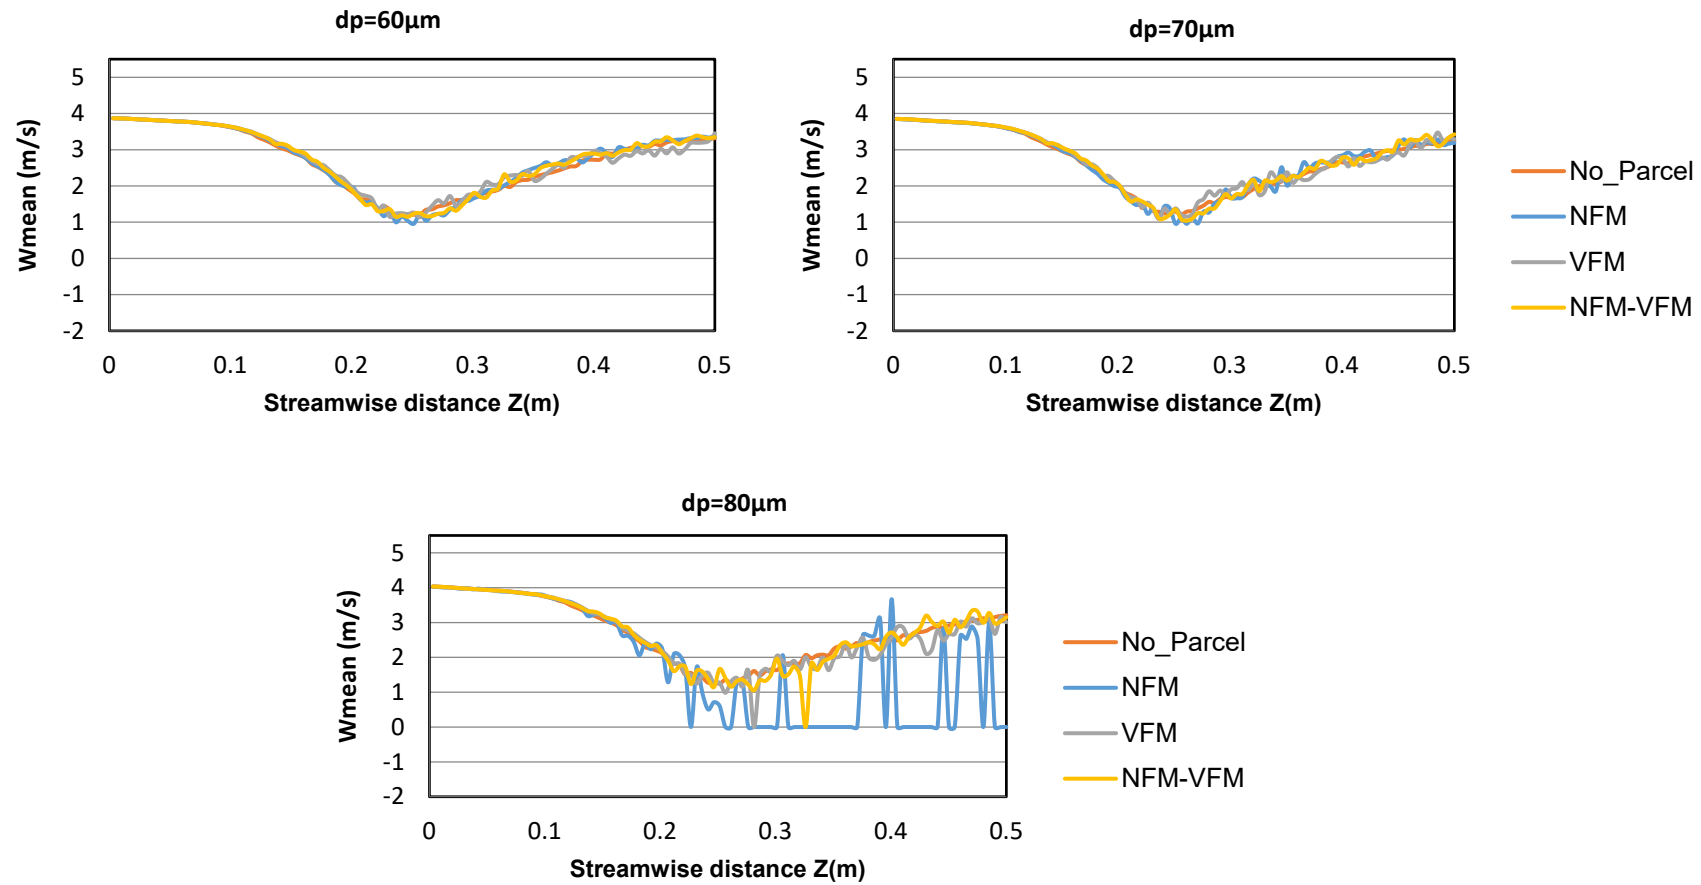 dp=60μm
5
4
3
2
1
0
-1
-2
Wmean (m/s)
0 0.1 0.2 0.3 0.4 0.5
Streamwise distance Z(m)
dp=70μm
5
4
3
2
1
0
-1
-2
Wmean (m/s)
0 0.1 0.2 0.3 0.4 0.5
Streamwise distance Z(m)
No_Parcel
NFM
VFM
NFM-VFM
dp=80μm
5
4
3
2
1
0
-1
-2
Wmean (m/s)
0 0.1 0.2 0.3 0.4 0.5
Streamwise distance Z(m)
No_Parcel
NFM
VFM
NFM-VFM